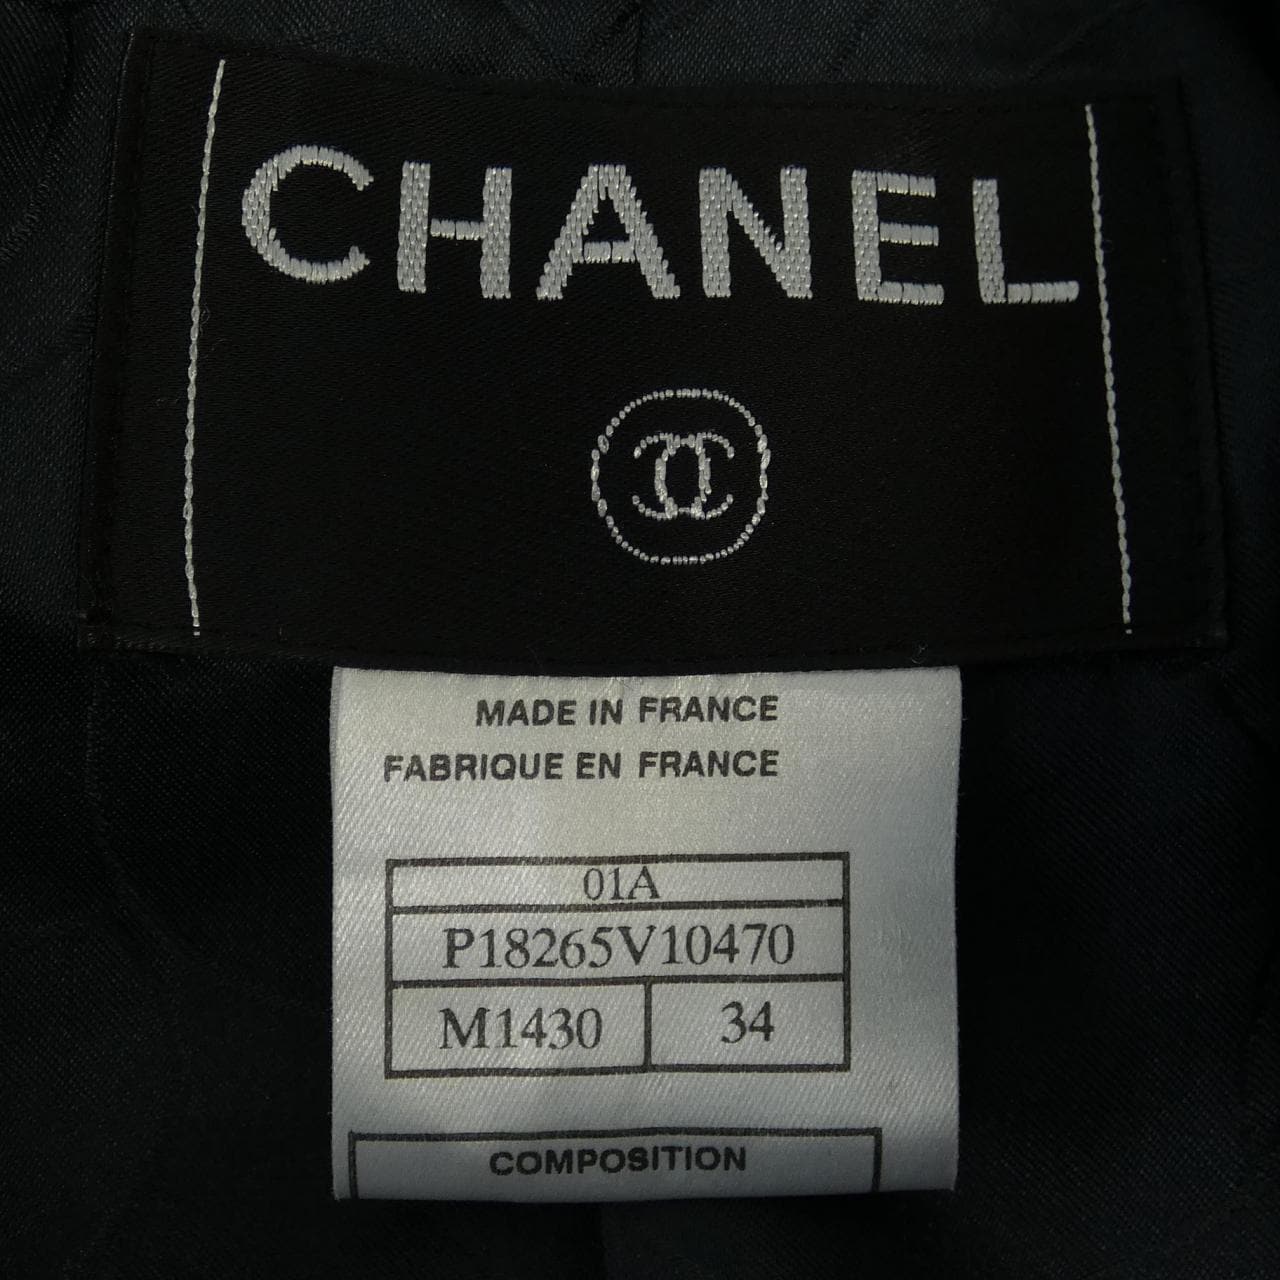 CHANEL
MADE IN FRANCE
FABRIQUE EN FRANCE
01A
P18265V10470
M1430 34
COMPOSITION